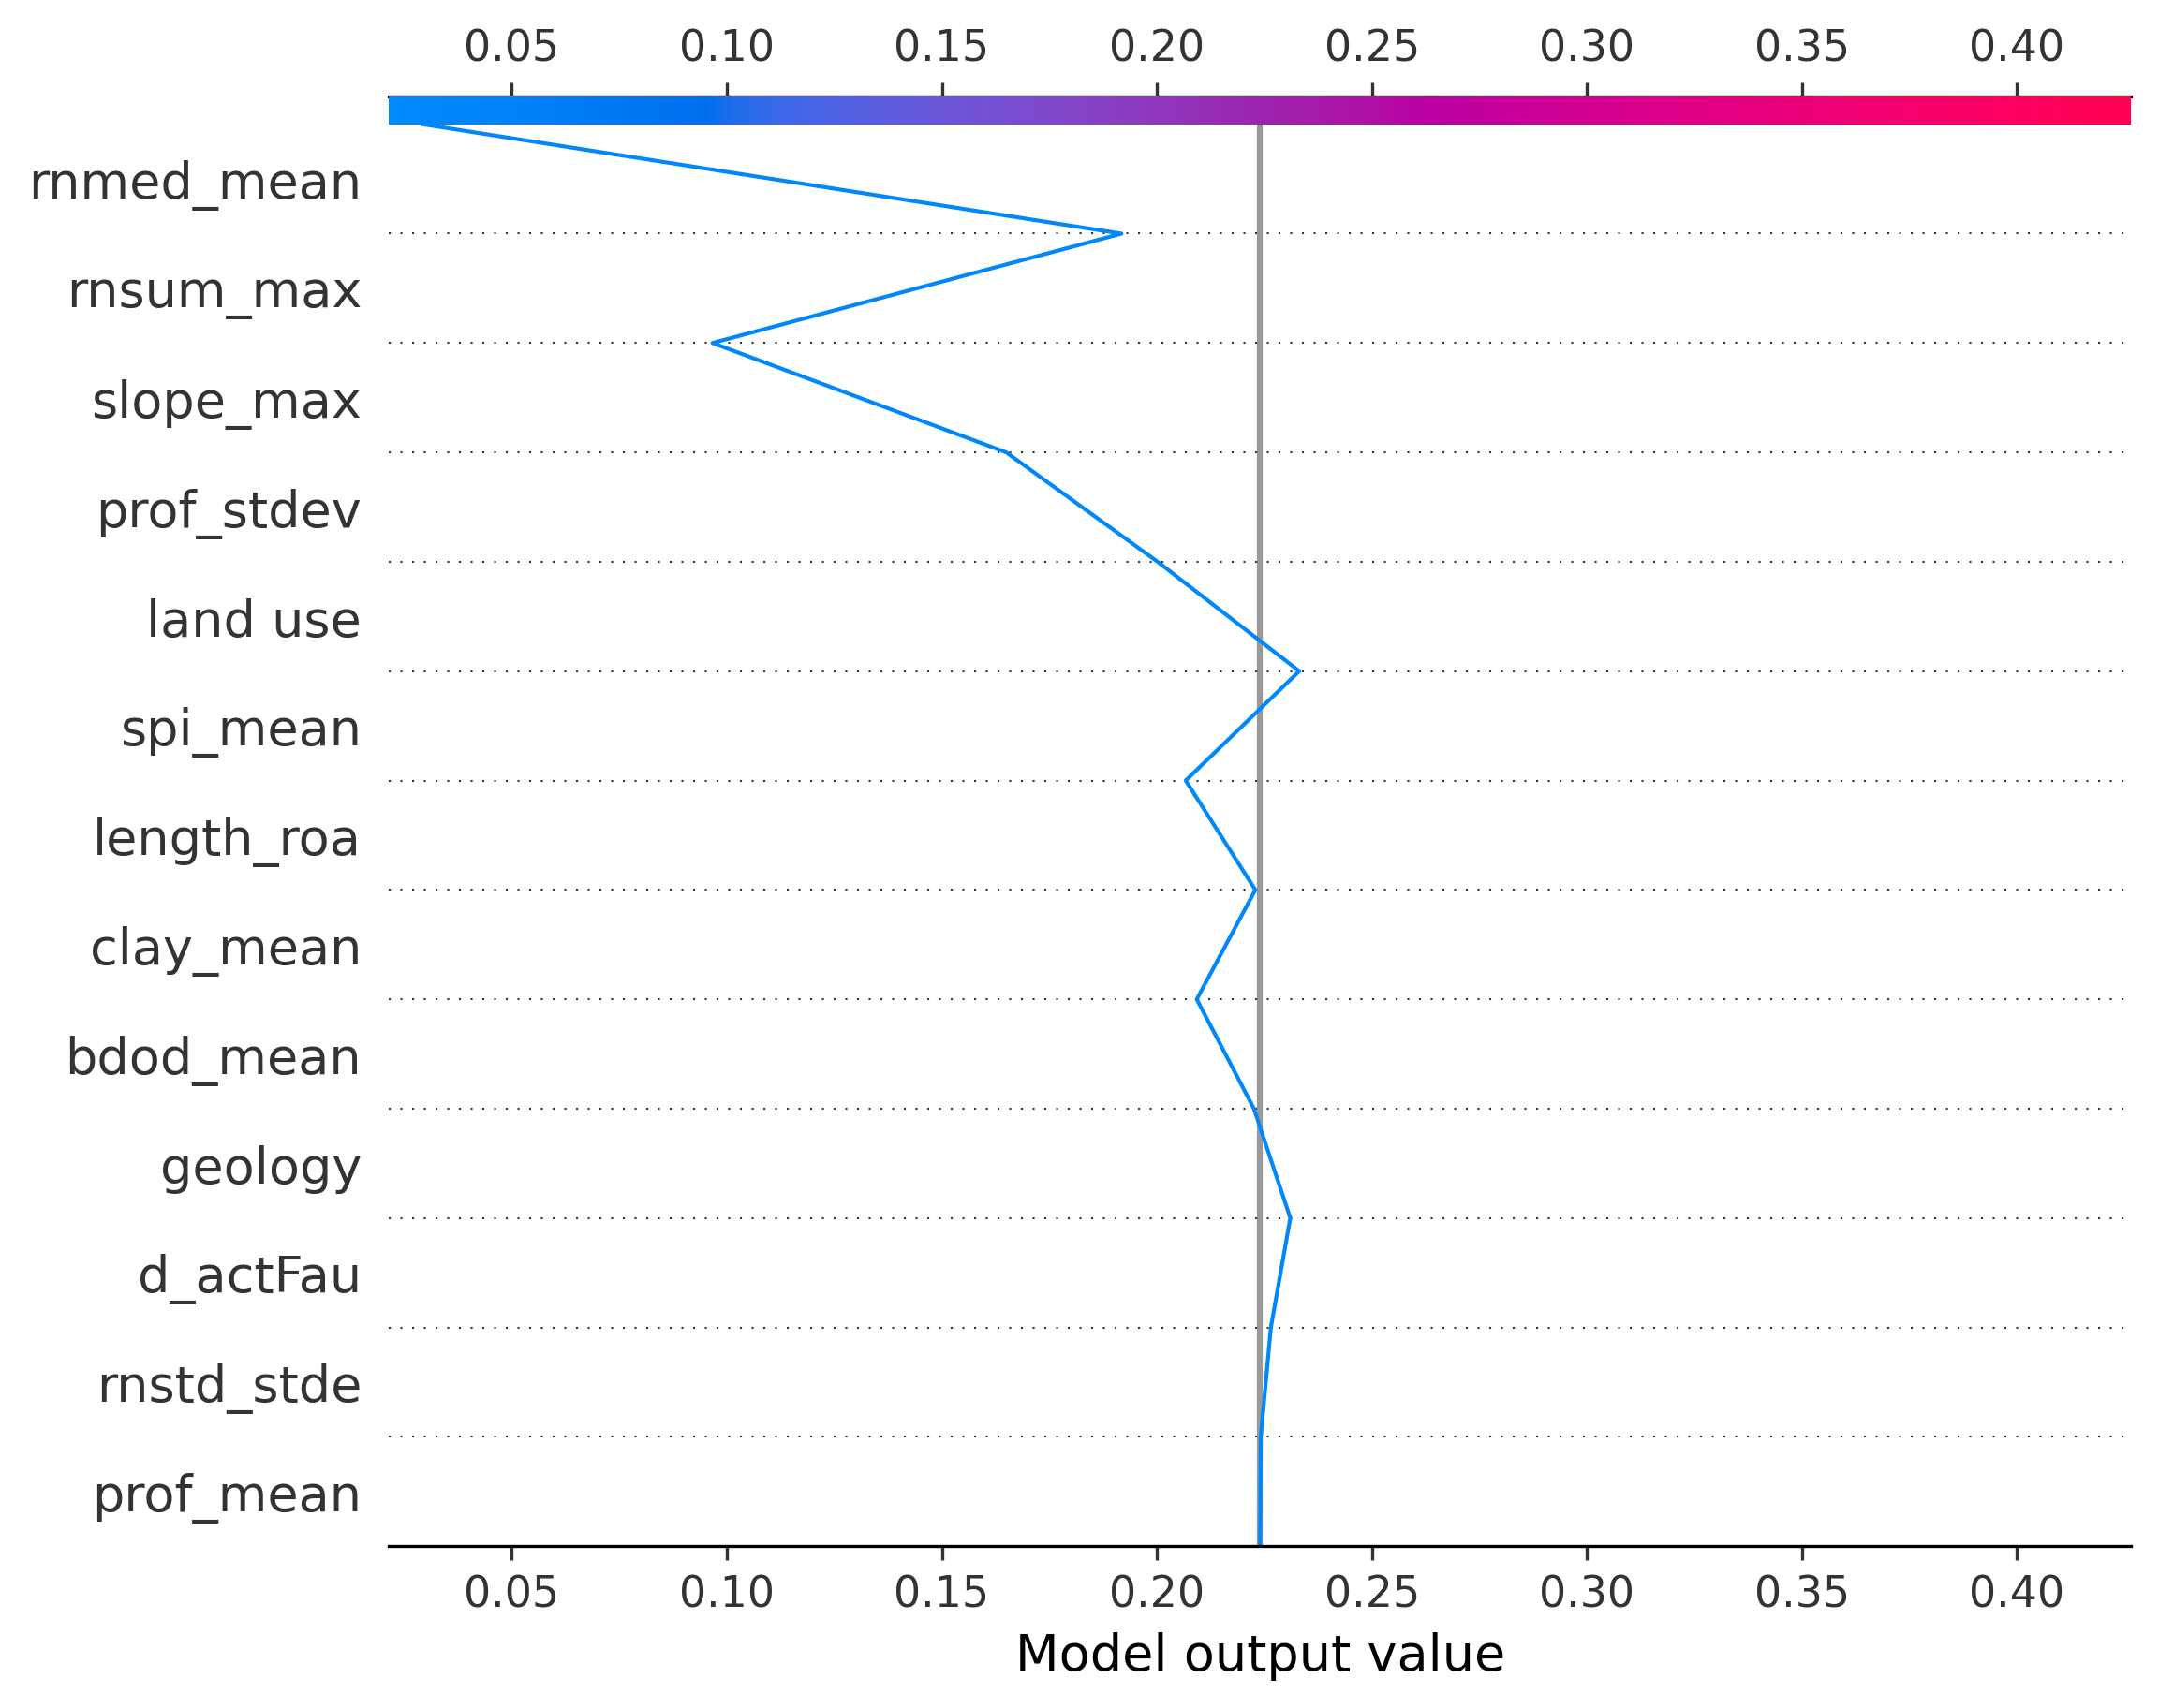 0.05 0.10 0.15 0.20 0.25 0.30 0.35 0.40
rnmed_mean
rnsum_max
slope_max
prof_stdev
land use
spi_mean
length_roa
clay_mean
bdod_mean
geology
d_actFau
rnstd_stde
prof_mean
0.05 0.10 0.15 0.20 0.25 0.30 0.35 0.40
Model output value